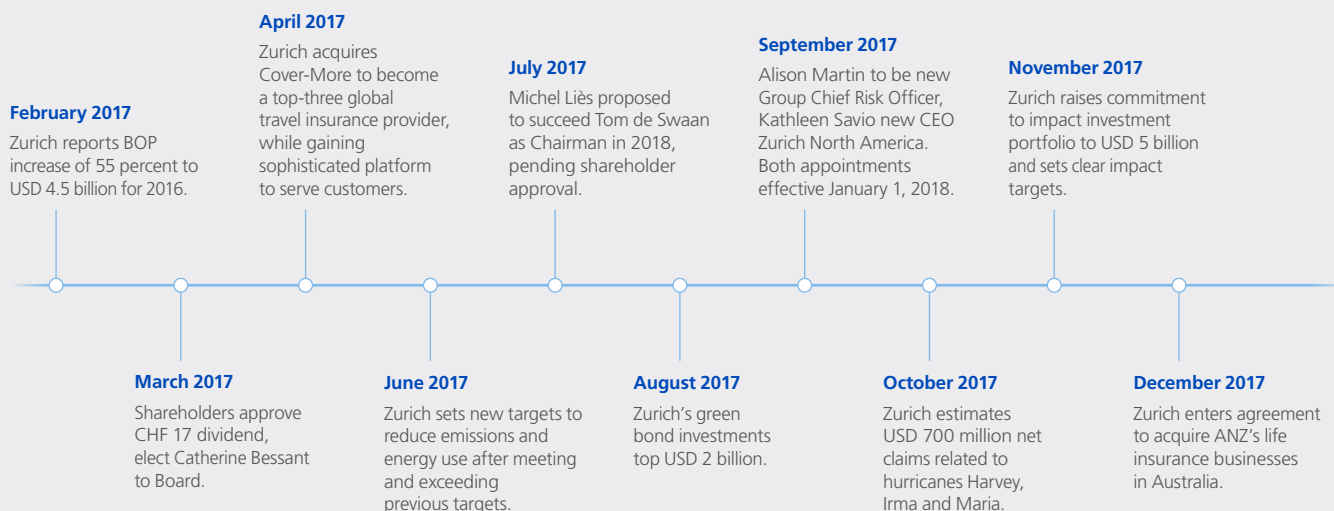 February 2017
Zurich reports BOP
increase of 55 percent to
USD 4.5 billion for 2016.
March 2017
Shareholders approve
CHF 17 dividend,
elect Catherine Bessant
to Board.
April 2017
Zurich acquires
Cover-More to become
a top-three global
travel insurance provider,
while gaining
sophisticated platform
to serve customers.
June 2017
Zurich sets new targets to
reduce emissions and
energy use after meeting
and exceeding
previous targets.
July 2017
Michel Liès proposed
to succeed Tom de Swaan
as Chairman in 2018,
pending shareholder
approval.
August 2017
Zurich’s green
bond investments
top USD 2 billion.
September 2017
Alison Martin to be new
Group Chief Risk Officer,
Kathleen Savio new CEO
Zurich North America.
Both appointments
effective January 1, 2018.
October 2017
Zurich estimates
USD 700 million net
claims related to
hurricanes Harvey,
Irma and Maria.
November 2017
Zurich raises commitment
to impact investment
portfolio to USD 5 billion
and sets clear impact
targets.
December 2017
Zurich enters agreement
to acquire ANZ’s life
insurance businesses
in Australia.